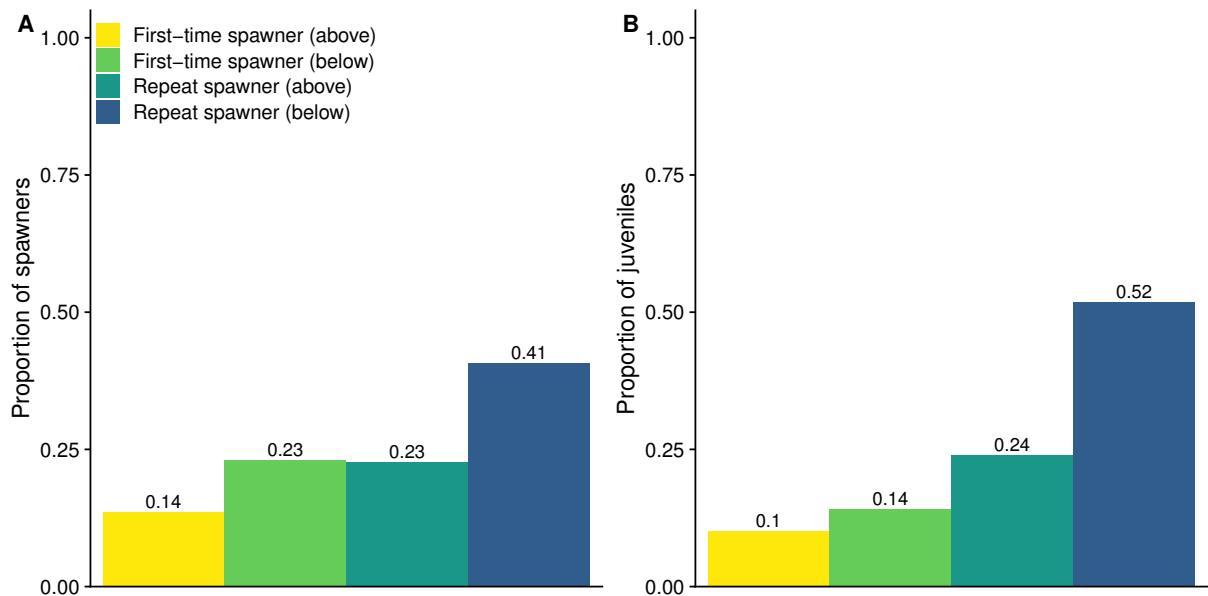 A
First−time spawner (above)
First−time spawner (below)
Repeat spawner (above)
Repeat spawner (below)
Proportion of spawners
1.00
0.75
0.50
0.25
0.00
0.14
0.23
0.23
0.41
B
Proportion of juveniles
1.00
0.75
0.50
0.25
0.00
0.1
0.14
0.24
0.52